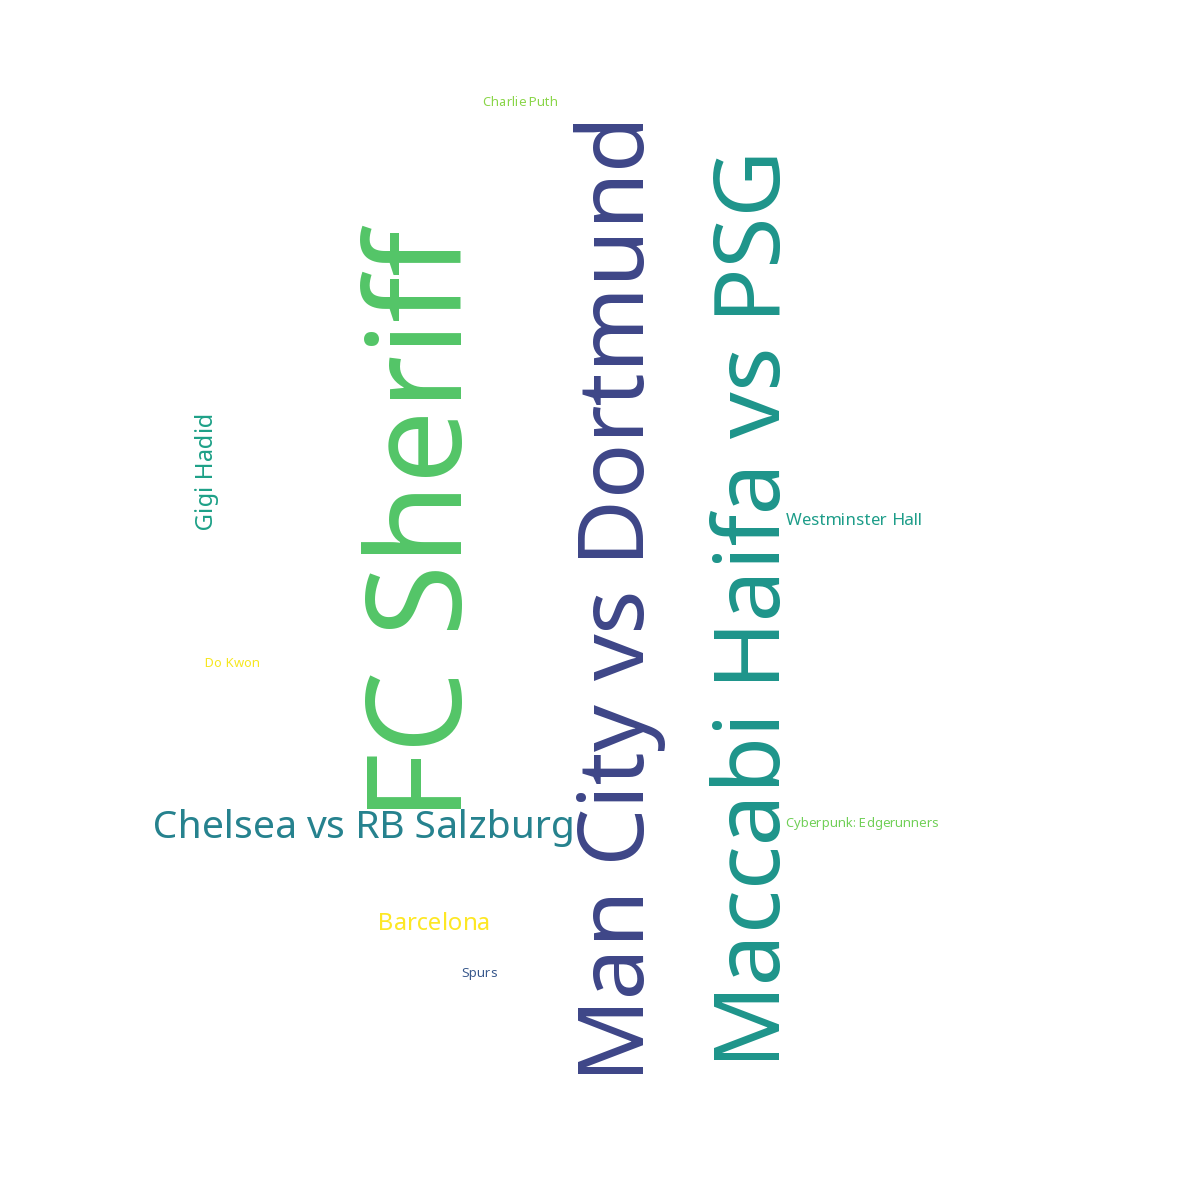 Charlie Puth
FC Sheriff
Man City vs Dortmund
Maccabi Haifa vs PSG
Gigi Hadid
Westminster Hall
Do Kwon
Chelsea vs RB Salzburg
Cyberpunk: Edgerunners
Barcelona
Spurs